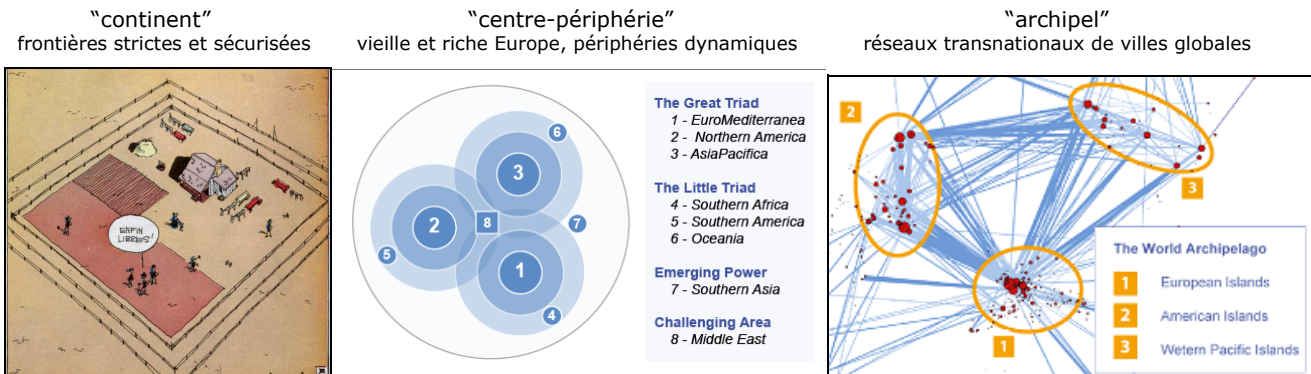 “continent”
frontières strictes et sécurisées
ENFIN
LIBRES!
“centre-périphérie”
vieille et riche Europe, périphéries dynamiques
6
3
2
8
7
5
1
4
The Great Triad
1 - EuroMediterranea
2 - Northern America
3 - AsiaPacifica
The Little Triad
4 - Southern Africa
5 - Southern America
6 - Oceania
Emerging Power
7 - Southern Asia
Challenging Area
8 - Middle East
“archipel”
réseaux transnationaux de villes globales
2
3
1
The World Archipelago
1 European Islands
2 American Islands
3 Wetern Pacific Islands